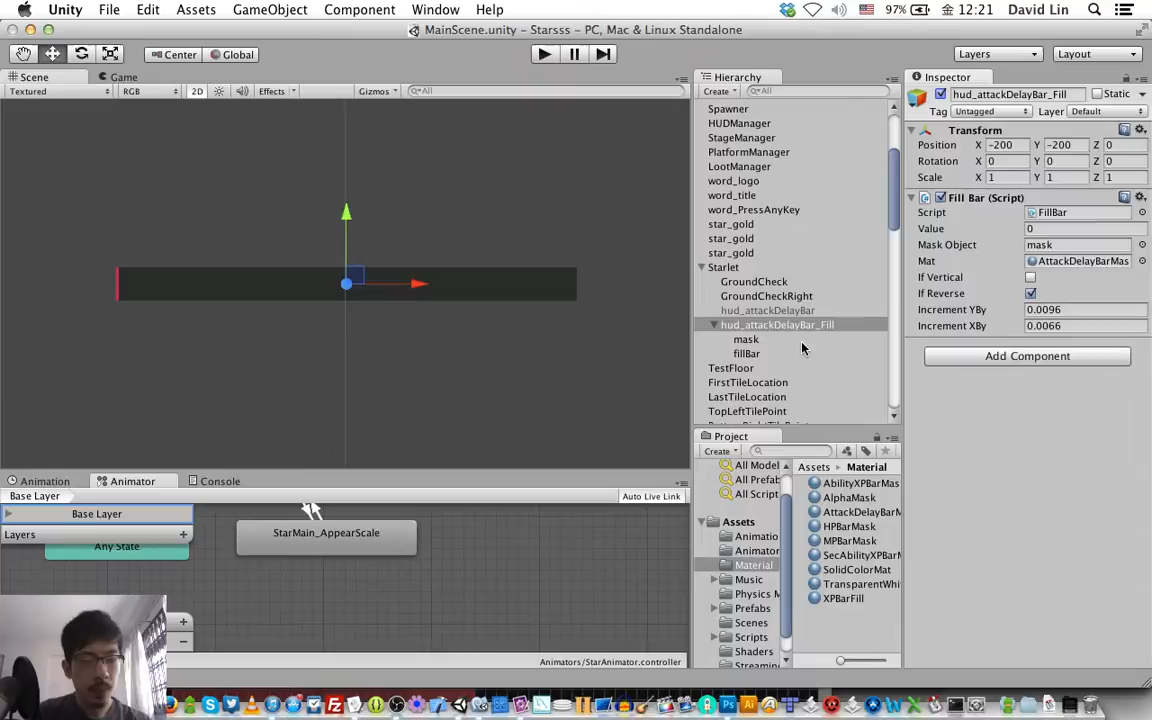 Unity File Edit Assets GameObject Component Window Help 97% 12:21 David Lin
MainScene.unity - Starsss - PC, Mac & Linux Standalone
Center Global Layers Layout
Scene Game Hierarchy Inspector
Textured RGB 2D Effects Gizmos All Create All
hud_attackDelayBar_Fill Static
Tag Untagged Layer Default
Transform
Position X -200 Y -200 Z 0
Rotation X 0 Y 0 Z 0
Scale X 1 Y 1 Z 1
Fill Bar (Script)
Script FillBar
Value 0
Mask Object mask
Mat AttackDelayBarMas
If Vertical
If Reverse
Increment YBy 0.0096
Increment XBy 0.0066
Add Component
Spawner
HUDManager
StageManager
PlatformManager
LootManager
word_logo
word_title
word_PressAnyKey
star_gold
star_gold
star_gold
Starlet
GroundCheck
GroundCheckRight
hud_attackDelayBar
hud_attackDelayBar_Fill
mask
fillBar
TestFloor
FirstTileLocation
LastTileLocation
TopLeftTilePoint
Project
Create
All Model
All Prefab
All Script
Assets
Animatio
Animator
Material
Music
Physics M
Prefabs
Scenes
Scripts
Shaders
Streamin
Assets Material
AbilityXPBarMas
AlphaMask
AttackDelayBarM
HPBarMask
MPBarMask
SecAbilityXPBarM
SolidColorMat
TransparentWhi
XPBarFill
Animation Animator Console
Base Layer Auto Live Link
Base Layer
Layers
Any State
StarMain_AppearScale
Animators/StarAnimator.controller